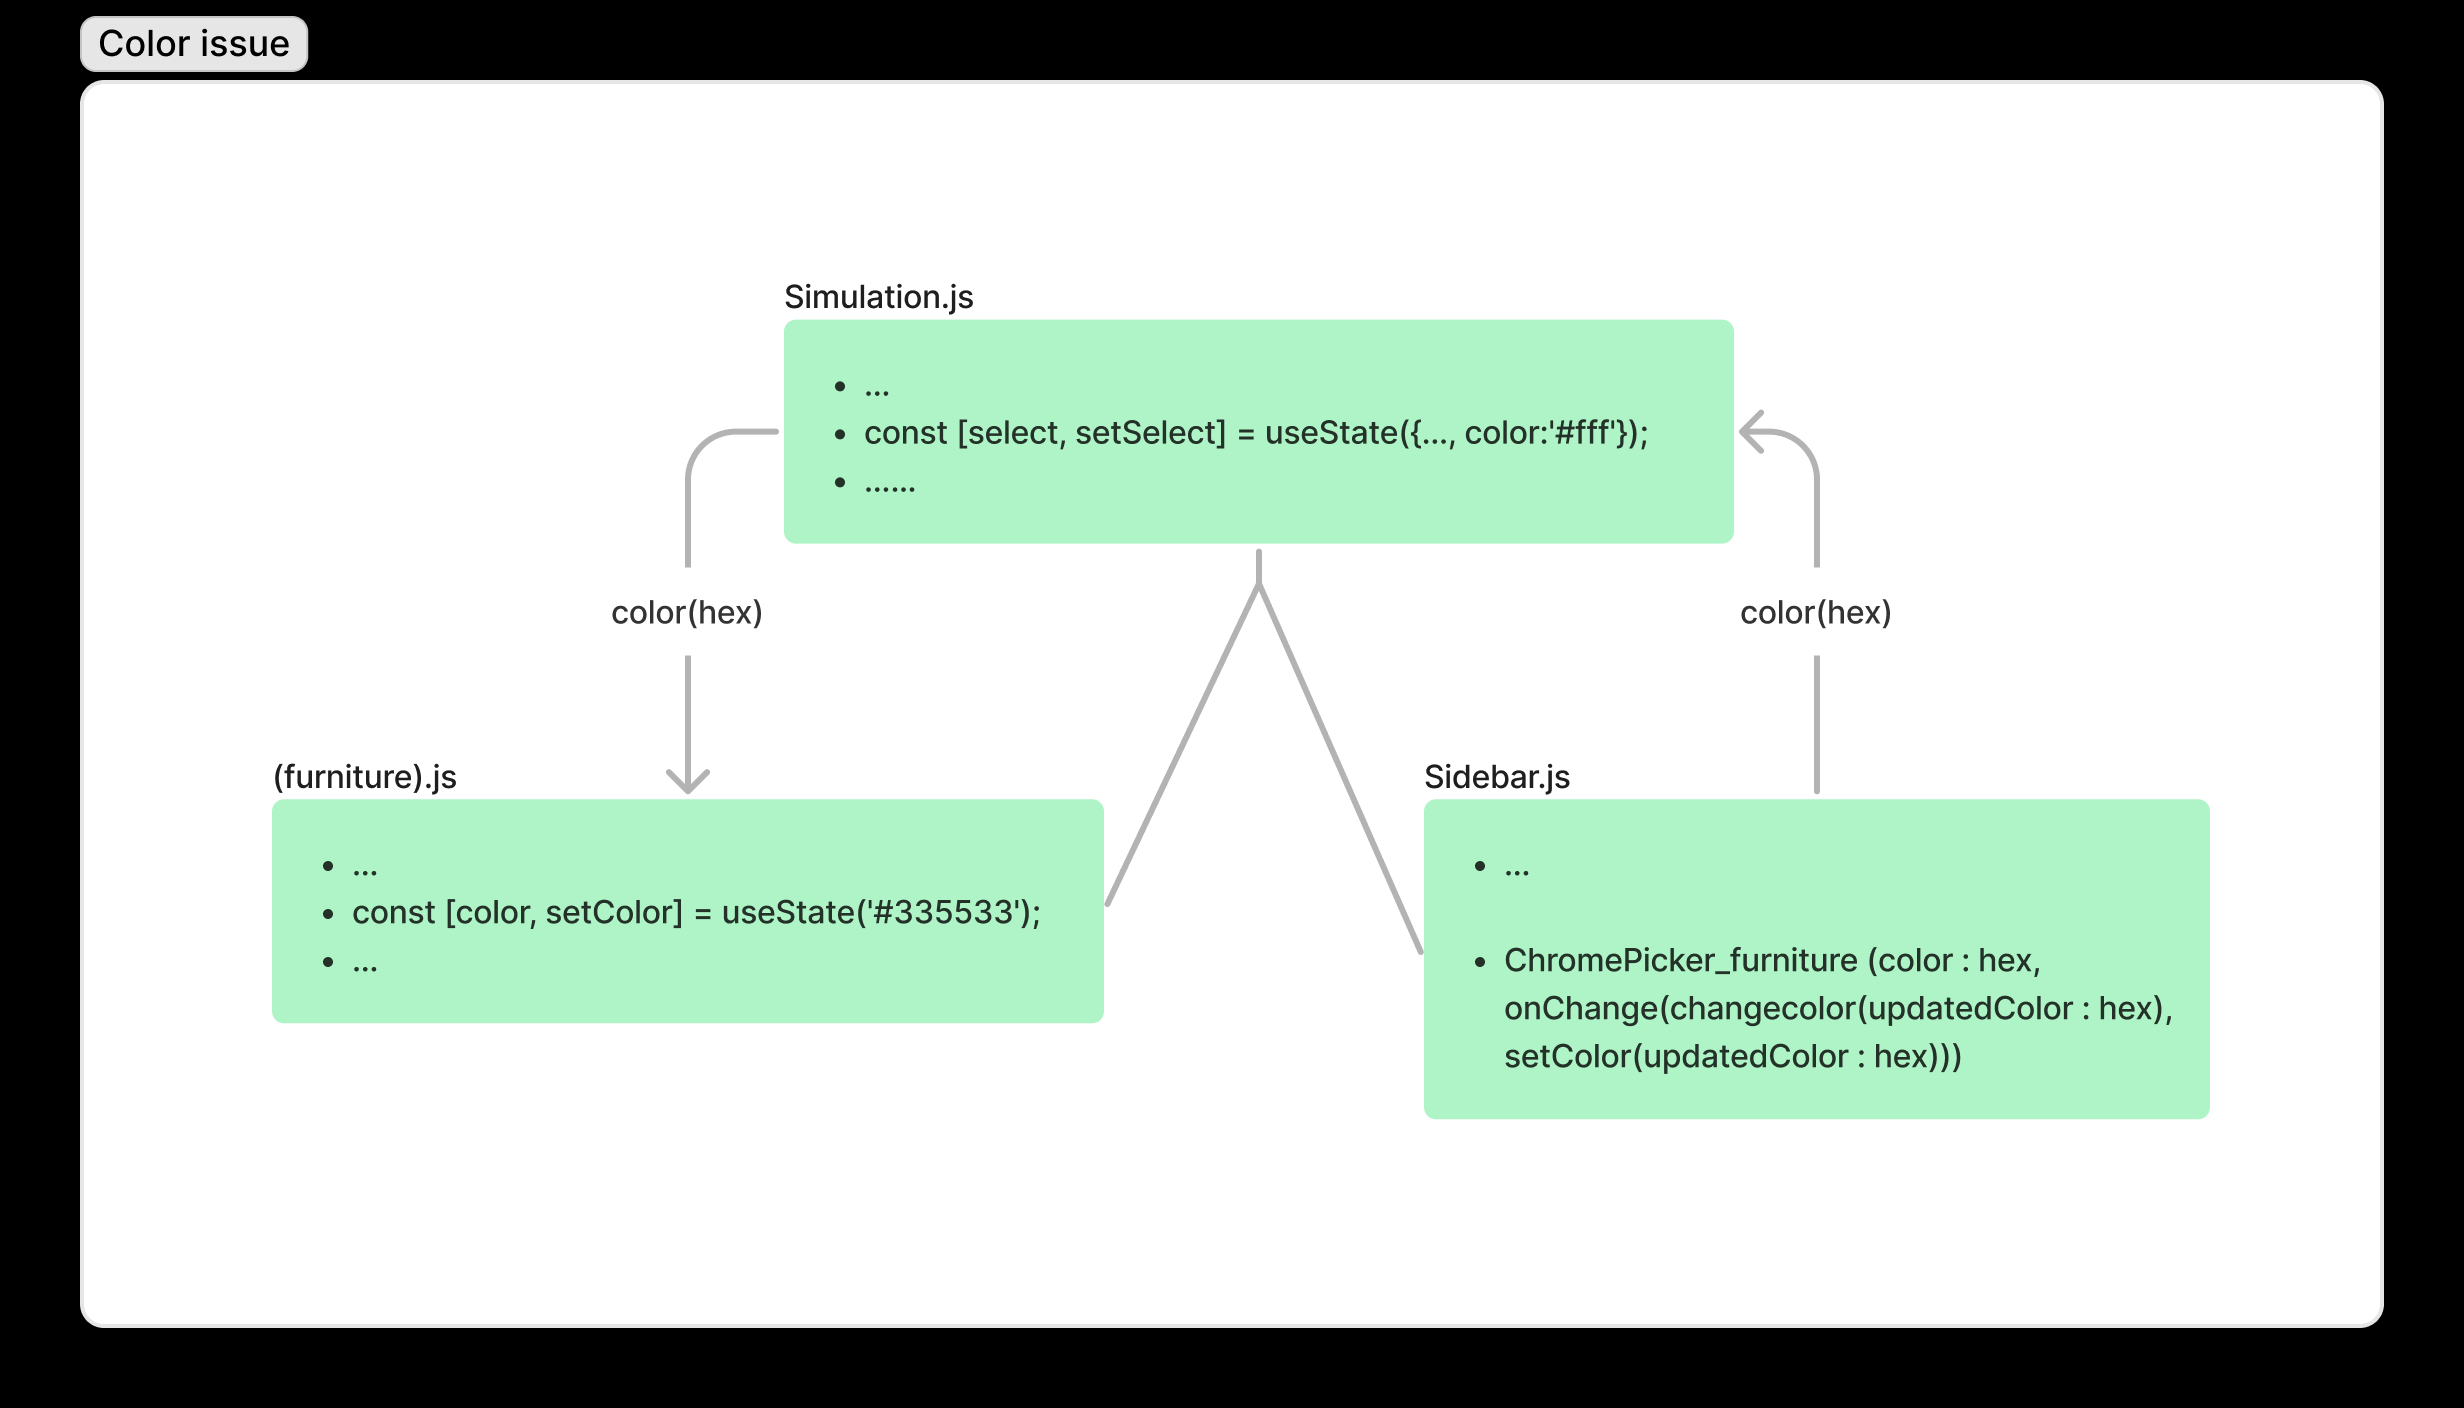 Color issue
Simulation.js
• ...
• const [select, setSelect] = useState({..., color:'#fff'});
• ......
color(hex)
color(hex)
(furniture).js
• ...
• const [color, setColor] = useState('#335533');
• ...
Sidebar.js
• ...
• ChromePicker_furniture (color : hex,
onChange(changecolor(updatedColor : hex),
setColor(updatedColor : hex)))